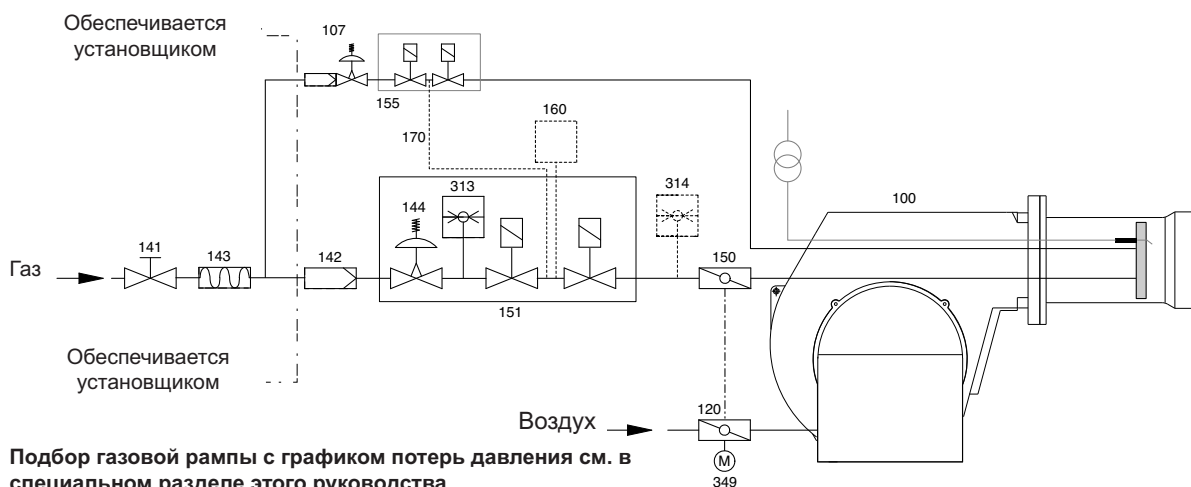 Обеспечивается
установщиком
107
155
160
170
313
314
144
100
141
143
142
150
Газ
151
Обеспечивается
установщиком
120
Воздух
M
349
Подбор газовой рампы с графиком потерь давления см. в
специальном разделе этого руководства